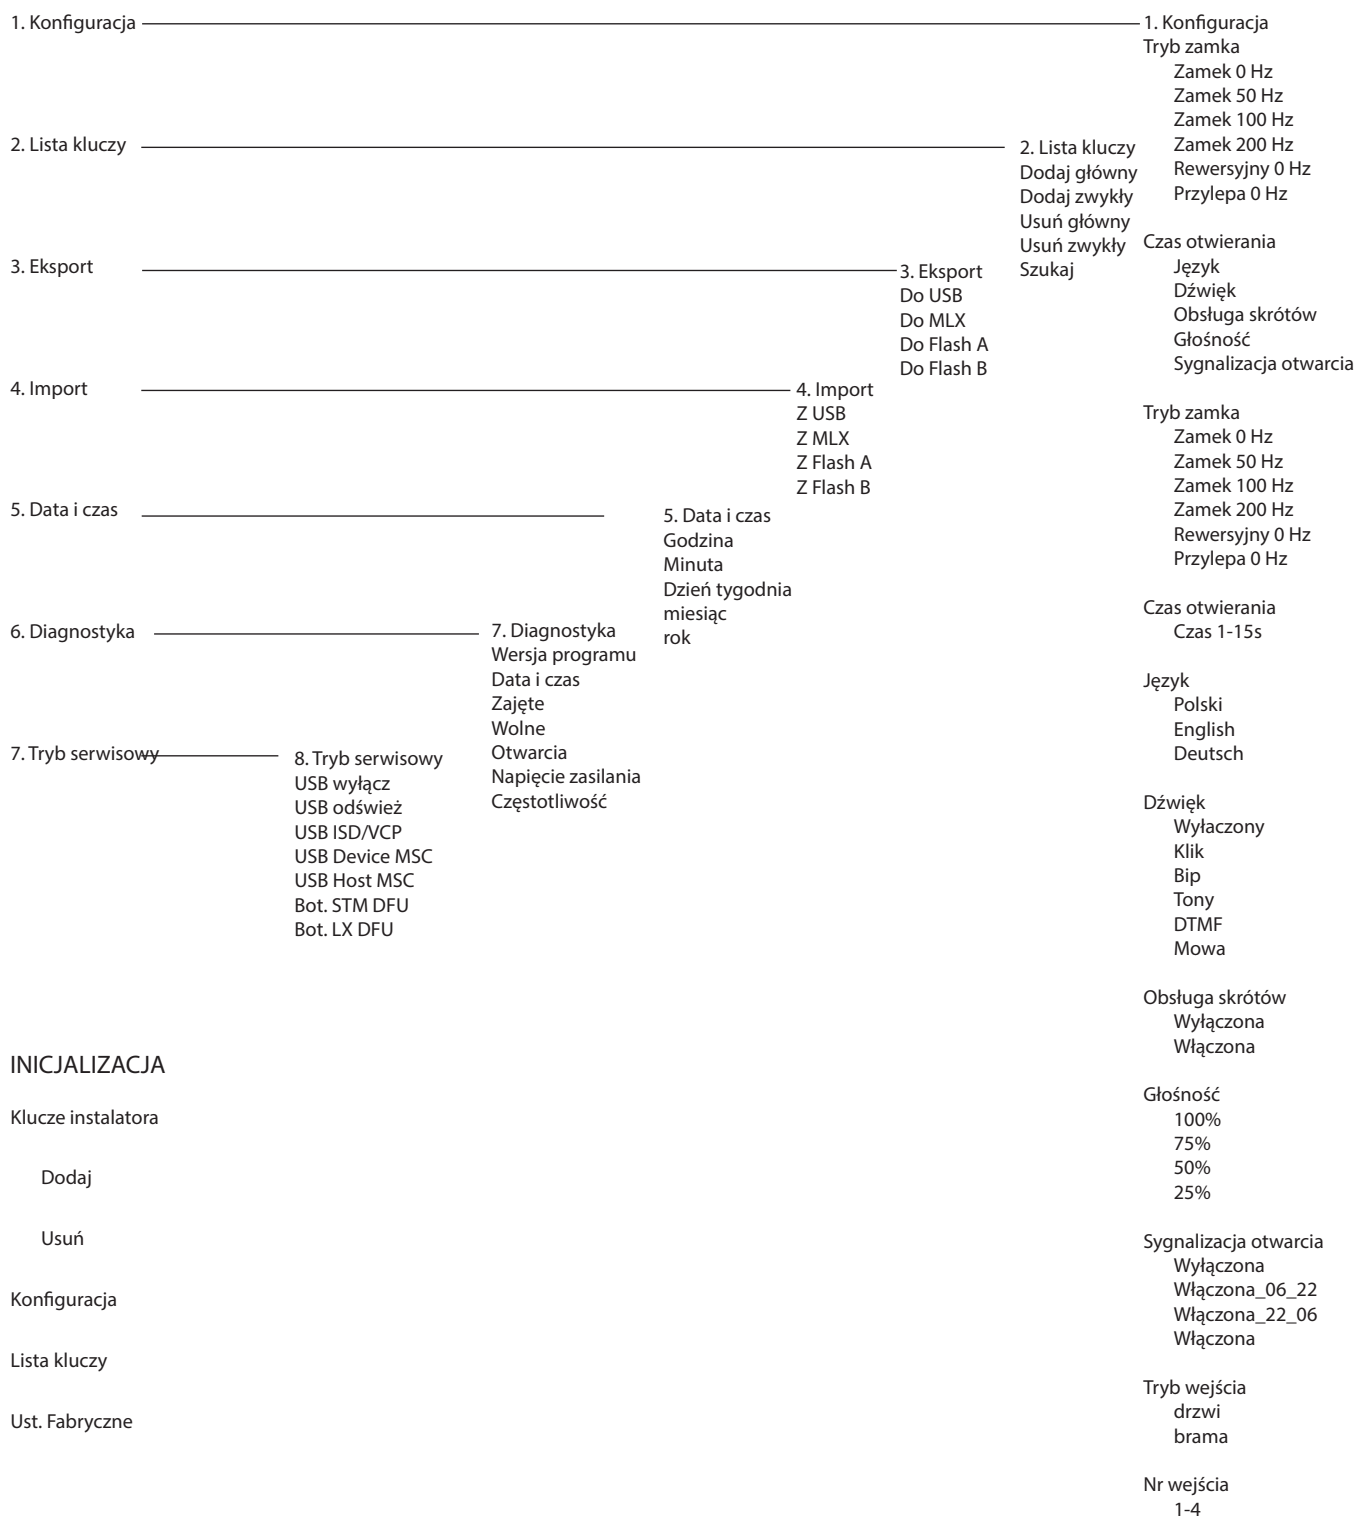 1. Konfiguracja
2. Lista kluczy
3. Eksport
4. Import
5. Data i czas
6. Diagnostyka
7. Tryb serwisowy
8. Tryb serwisowy
USB wyłącz
USB odśwież
USB ISD/VCP
USB Device MSC
USB Host MSC
Bot. STM DFU
Bot. LX DFU
7. Diagnostyka
Wersja programu
Data i czas
Zajęte
Wolne
Otwarcia
Napięcie zasilania
Częstotliwość
5. Data i czas
Godzina
Minuta
Dzień tygodnia
miesiąc
rok
4. Import
Z USB
Z MLX
Z Flash A
Z Flash B
3. Eksport
Do USB
Do MLX
Do Flash A
Do Flash B
2. Lista kluczy
Dodaj główny
Dodaj zwykły
Usuń główny
Usuń zwykły
Szukaj
1. Konfiguracja
Tryb zamka
Zamek 0 Hz
Zamek 50 Hz
Zamek 100 Hz
Zamek 200 Hz
Rewersyjny 0 Hz
Przylepa 0 Hz
Czas otwierania
Język
Dźwięk
Obsługa skrótów
Głośność
Sygnalizacja otwarcia
Tryb zamka
Zamek 0 Hz
Zamek 50 Hz
Zamek 100 Hz
Zamek 200 Hz
Rewersyjny 0 Hz
Przylepa 0 Hz
Czas otwierania
Czas 1-15s
Język
Polski
English
Deutsch
Dźwięk
Wyłaczony
Klik
Bip
Tony
DTMF
Mowa
Obsługa skrótów
Wyłączona
Włączona
Głośność
100%
75%
50%
25%
Sygnalizacja otwarcia
Wyłączona
Włączona_06_22
Włączona_22_06
Włączona
Tryb wejścia
drzwi
brama
Nr wejścia
1-4
INICJALIZACJA
Klucze instalatora
Dodaj
Usuń
Konfiguracja
Lista kluczy
Ust. Fabryczne